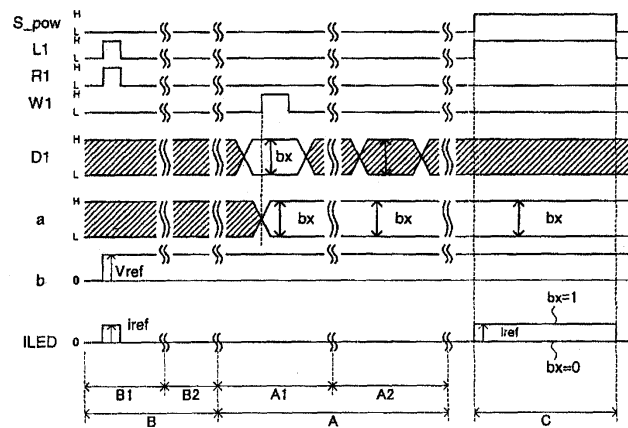 S_pow H L
L1 H L
R1 H L
W1 H L
D1 H L bx
a H L bx bx bx
b 0 Vref
bx=1
ILED 0 iref iref
bx=0
B1 B2 A1 A2
B A C